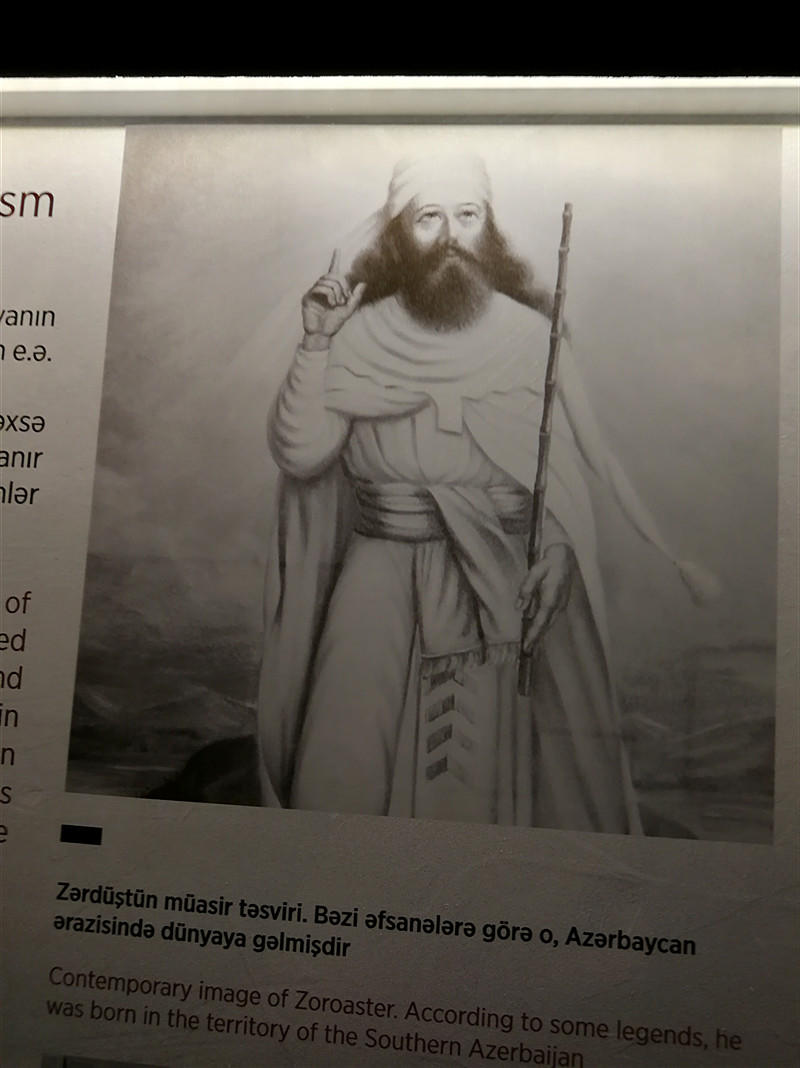 sm
yanın
n e.ə.
əxsə
anır
nlər
of
ed
nd
in
n
s
e
Zərdüştün müasir təsviri. Bəzi əfsanələrə görə o, Azərbaycan
ərazisində dünyaya gəlmişdir
Contemporary image of Zoroaster. According to some legends, he
was born in the territory of the Southern Azerbaijan